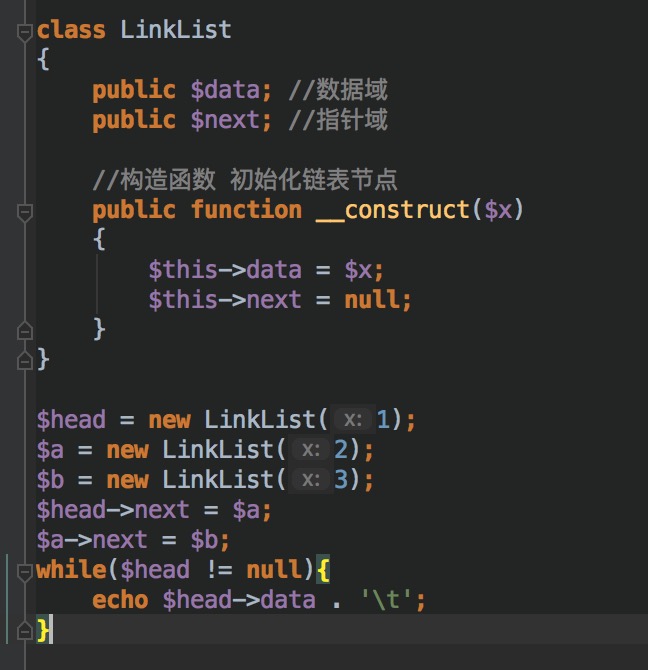 class LinkList
{
    public $data; //数据域
    public $next; //指针域

    //构造函数 初始化链表节点
    public function __construct($x)
    {
        $this->data = $x;
        $this->next = null;
    }
}

$head = new LinkList( x: 1);
$a = new LinkList( x: 2);
$b = new LinkList( x: 3);
$head->next = $a;
$a->next = $b;
while($head != null){
    echo $head->data . '\t';
}